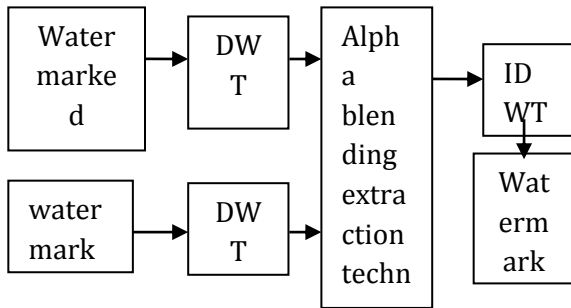 Water
marke
d
DW
T
Alph
a
blen
ding
extra
ction
techn
ID
WT
water
mark
DW
T
Wat
erm
ark